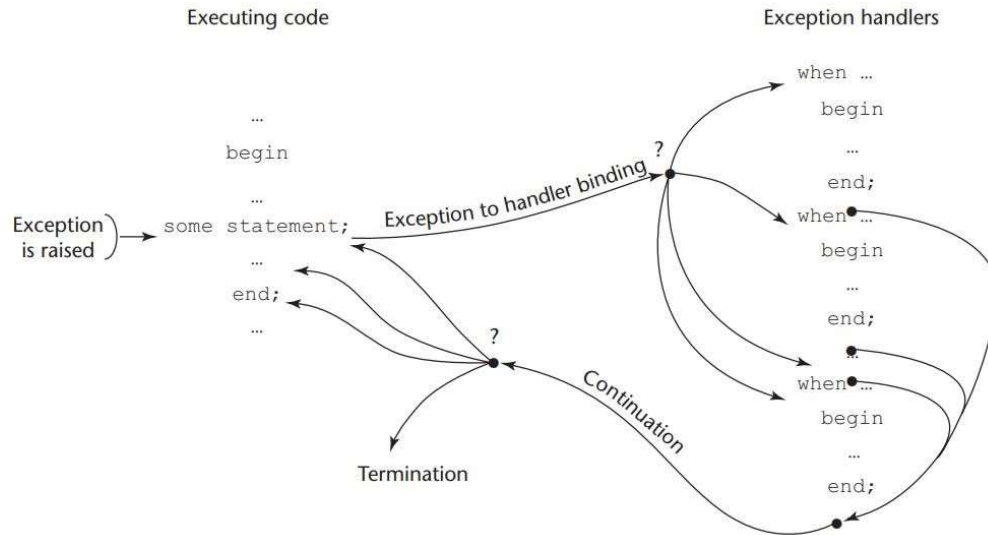 Executing code
…
begin
…
some statement;
…
end;
…
Exception
is raised
Exception to handler binding
?
Exception handlers
when …
begin
…
end;
when …
begin
…
end;
…
when …
begin
…
end;
Continuation
?
Termination